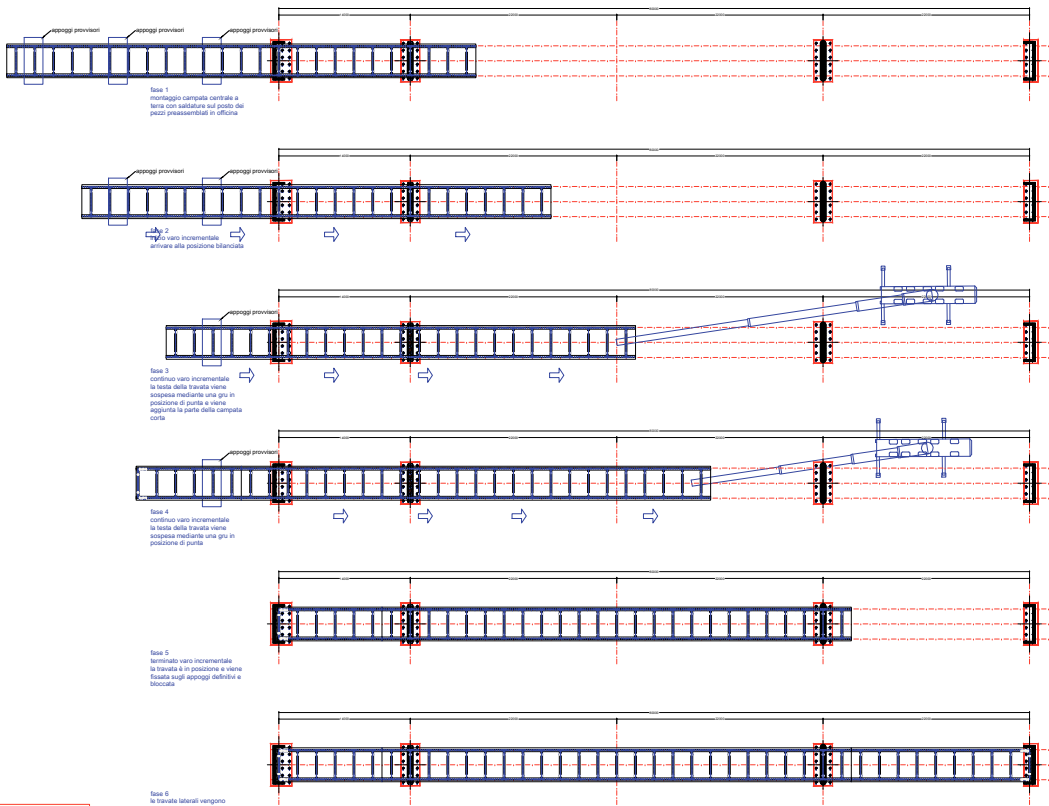 appoggi provvisori
appoggi provvisori
appoggi provvisori
fase 1
montaggio campata centrale a
terra con saldature sul posto dei
pezzi preassemblati in officina
appoggi provvisori
appoggi provvisori
fase 2
inizio varo incrementale
arrivare alla posizione bilanciata
appoggi provvisori
fase 3
continuo varo incrementale
la testa della travata viene
sospesa mediante una gru in
posizione di punta e viene
aggiunta la parte della campata
corta
appoggi provvisori
fase 4
continuo varo incrementale
la testa della travata viene
sospesa mediante una gru in
posizione di punta
fase 5
terminato varo incrementale
la travata è in posizione e viene
fissata sugli appoggi definitivi e
bloccata
fase 6
le travate laterali vengono